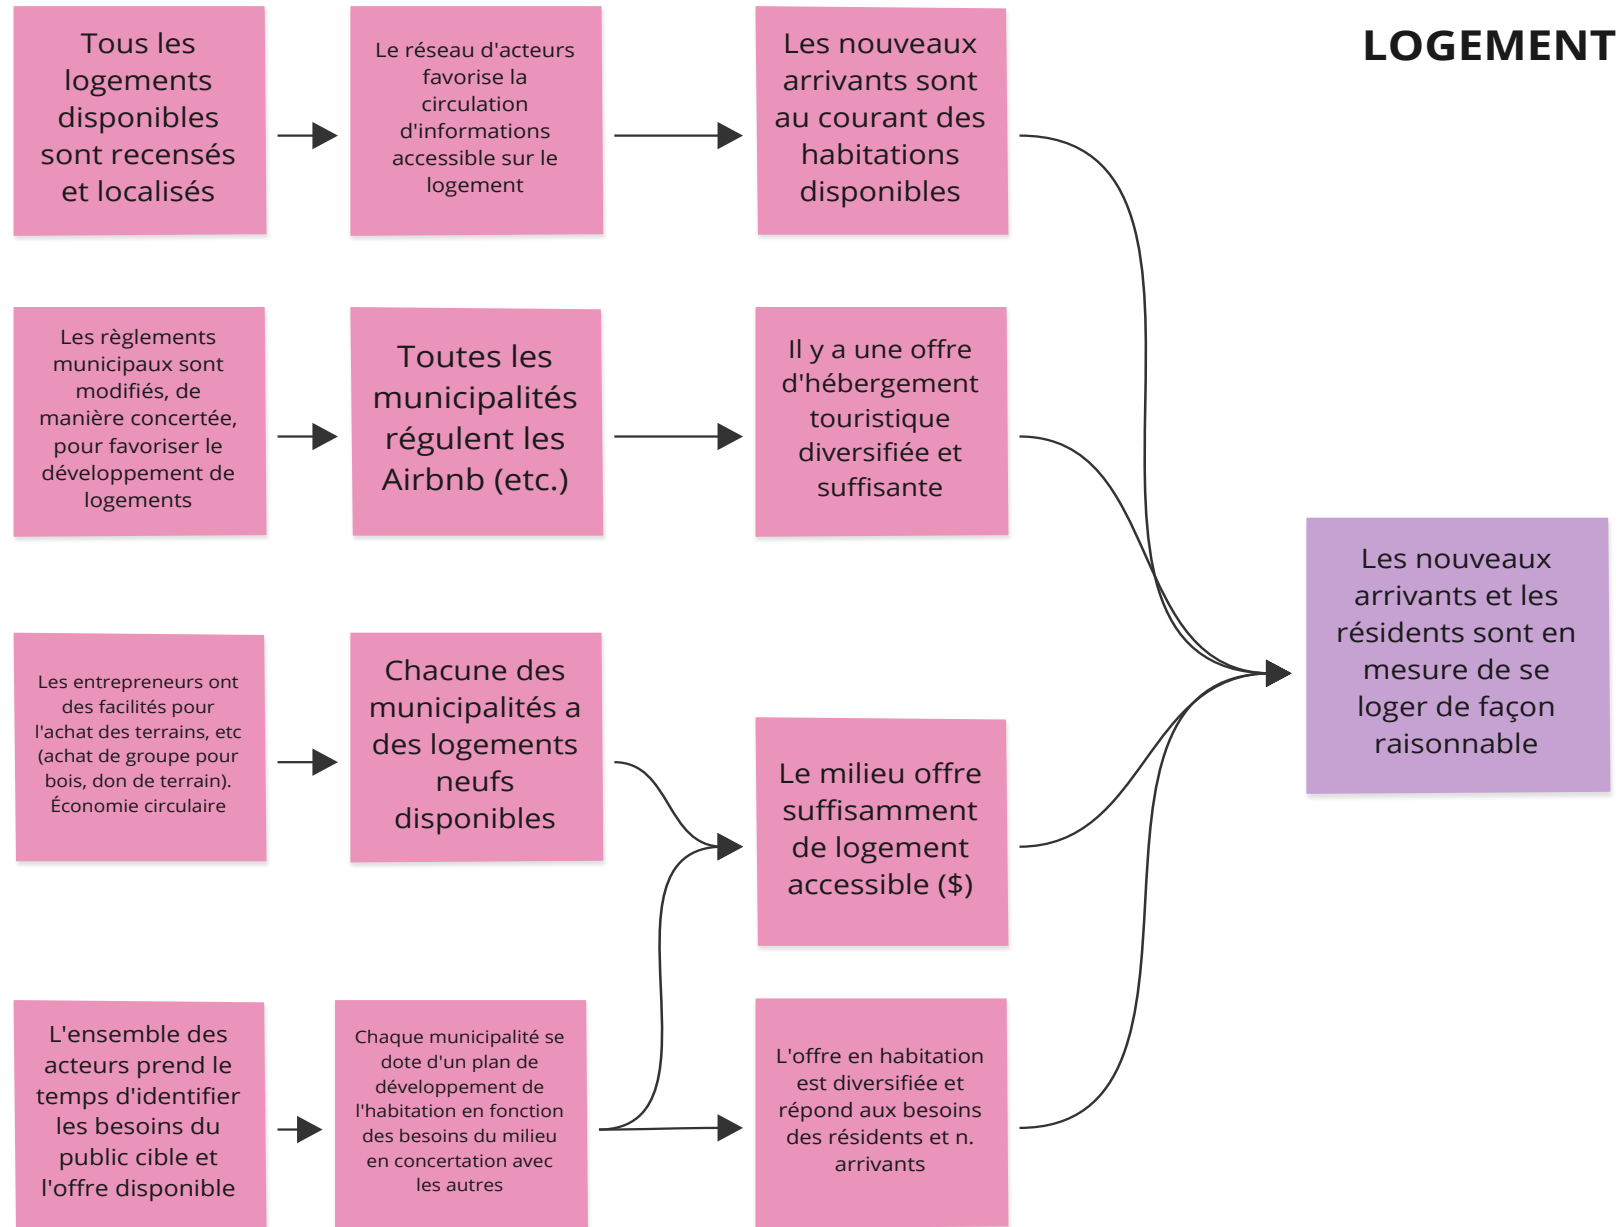 LOGEMENT
Tous les
logements
disponibles
sont recensés
et localisés
Le réseau d'acteurs
favorise la
circulation
d'informations
accessible sur le
logement
Les nouveaux
arrivants sont
au courant des
habitations
disponibles
Les règlements
municipaux sont
modifiés, de
manière concertée,
pour favoriser le
développement de
logements
Toutes les
municipalités
régulent les
Airbnb (etc.)
Il y a une offre
d'hébergement
touristique
diversifiée et
suffisante
Les entrepreneurs ont
des facilités pour
l'achat des terrains, etc
(achat de groupe pour
bois, don de terrain).
Économie circulaire
Chacune des
municipalités a
des logements
neufs
disponibles
Le milieu offre
suffisamment
de logement
accessible ($)
L'ensemble des
acteurs prend le
temps d'identifier
les besoins du
public cible et
l'offre disponible
Chaque municipalité se
dote d'un plan de
développement de
l'habitation en fonction
des besoins du milieu
en concertation avec
les autres
L'offre en habitation
est diversifiée et
répond aux besoins
des résidents et n.
arrivants
Les nouveaux
arrivants et les
résidents sont en
mesure de se
loger de façon
raisonnable